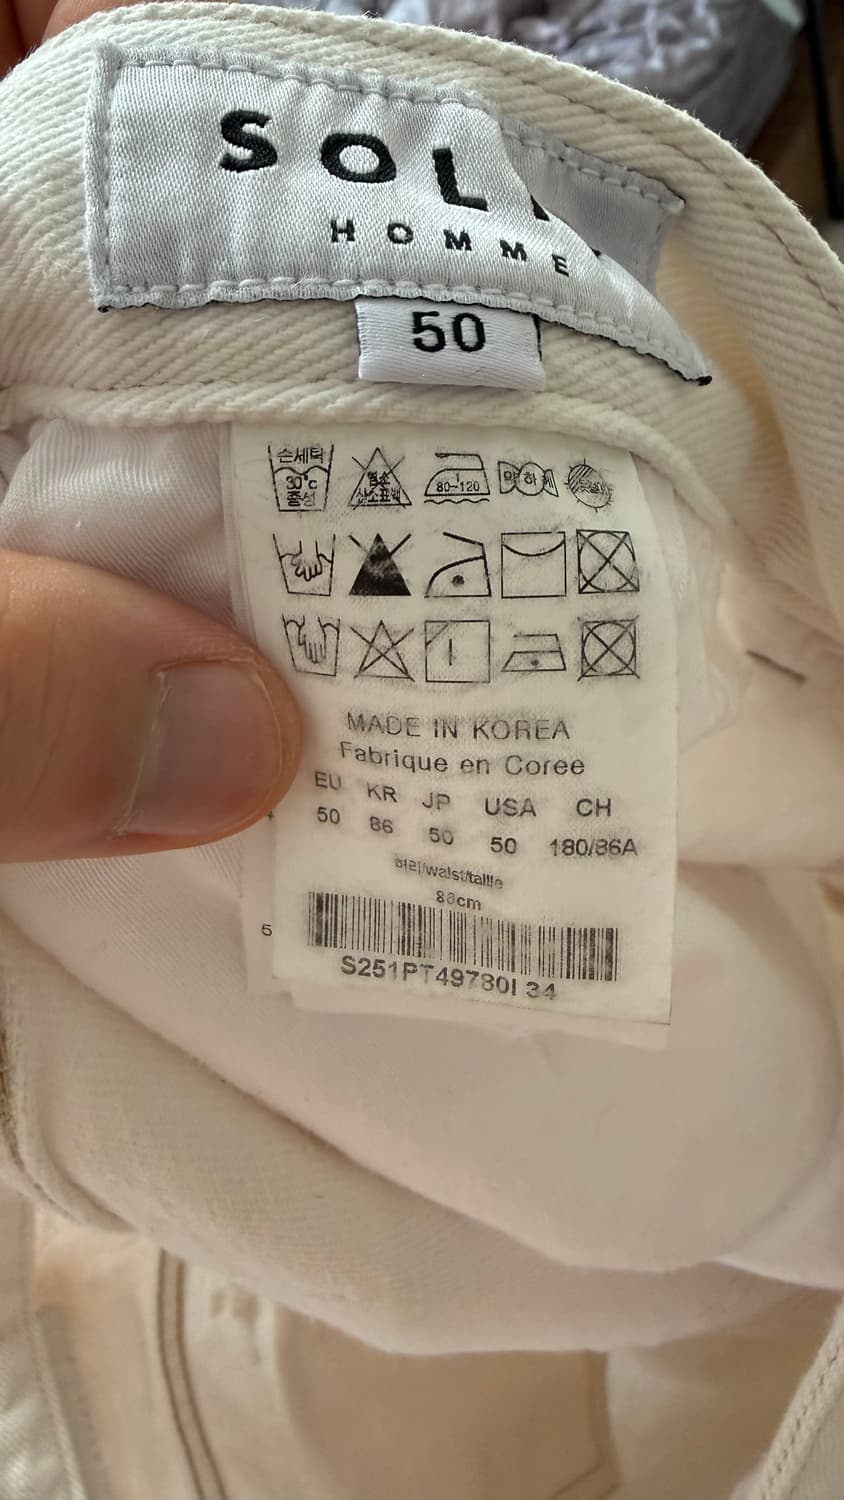 SOL
HOMME
50
손세탁
30°c
중성
염소
산소표백
80~120
약하게
MADE IN KOREA
Fabrique en Coree
EU KR JP USA CH
50 86 50 50 180/86A
허리/waist/taille
86cm
5
S251PT49780I 34